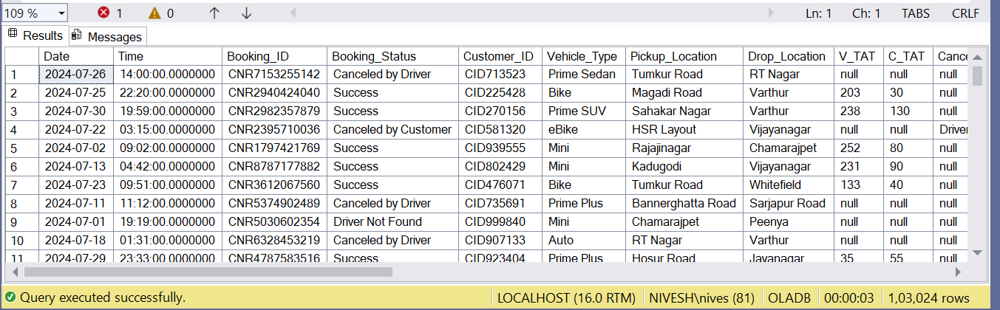 109 % 1 0 Ln: 1 Ch: 1 TABS CRLF
Results Messages
Date Time Booking_ID Booking_Status Customer_ID Vehicle_Type Pickup_Location Drop_Location V_TAT C_TAT Cance
1 2024-07-26 14:00:00.0000000 CNR7153255142 Canceled by Driver CID713523 Prime Sedan Tumkur Road RT Nagar null null null
2 2024-07-25 22:20:00.0000000 CNR2940424040 Success CID225428 Bike Magadi Road Varthur 203 30 null
3 2024-07-30 19:59:00.0000000 CNR2982357879 Success CID270156 Prime SUV Sahakar Nagar Varthur 238 130 null
4 2024-07-22 03:15:00.0000000 CNR2395710036 Canceled by Customer CID581320 eBike HSR Layout Vijayanagar null null Driver
5 2024-07-02 09:02:00.0000000 CNR1797421769 Success CID939555 Mini Rajajinagar Chamarajpet 252 80 null
6 2024-07-13 04:42:00.0000000 CNR8787177882 Success CID802429 Mini Kadugodi Vijayanagar 231 90 null
7 2024-07-23 09:51:00.0000000 CNR3612067560 Success CID476071 Bike Tumkur Road Whitefield 133 40 null
8 2024-07-11 11:12:00.0000000 CNR5374902489 Canceled by Driver CID735691 Prime Plus Bannerghatta Road Sarjapur Road null null null
9 2024-07-01 19:19:00.0000000 CNR5030602354 Driver Not Found CID999840 Mini Chamarajpet Peenya null null null
10 2024-07-18 01:31:00.0000000 CNR6328453219 Canceled by Driver CID907133 Auto RT Nagar Varthur null null null
11 2024-07-29 23:33:00.0000000 CNR4787583516 Success CID923404 Prime Plus Hosur Road Jayanagar 35 55 null
Query executed successfully. LOCALHOST (16.0 RTM) NIVESH\nives (81) OLADB 00:00:03 1,03,024 rows